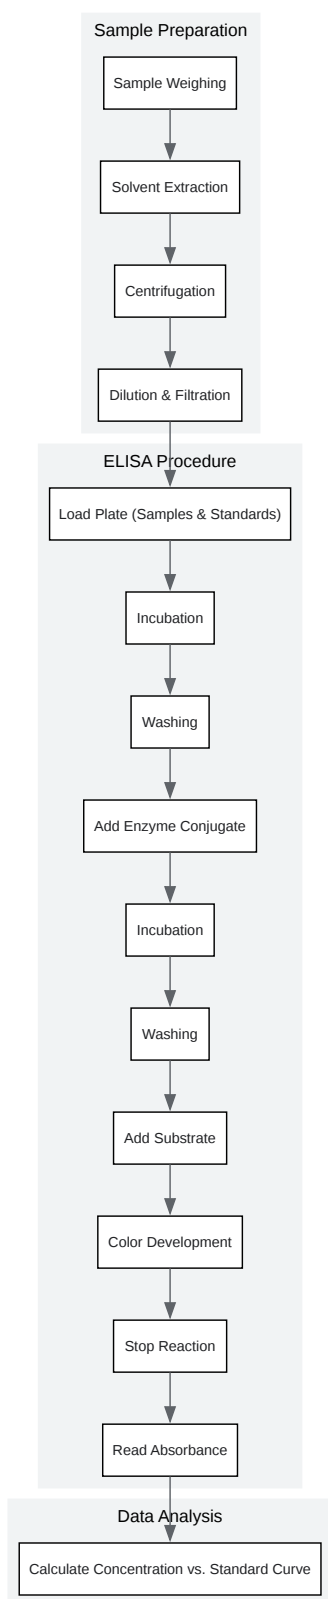 Sample Preparation
Sample Weighing
Solvent Extraction
Centrifugation
Dilution & Filtration
ELISA Procedure
Load Plate (Samples & Standards)
Incubation
Washing
Add Enzyme Conjugate
Incubation
Washing
Add Substrate
Color Development
Stop Reaction
Read Absorbance
Data Analysis
Calculate Concentration vs. Standard Curve